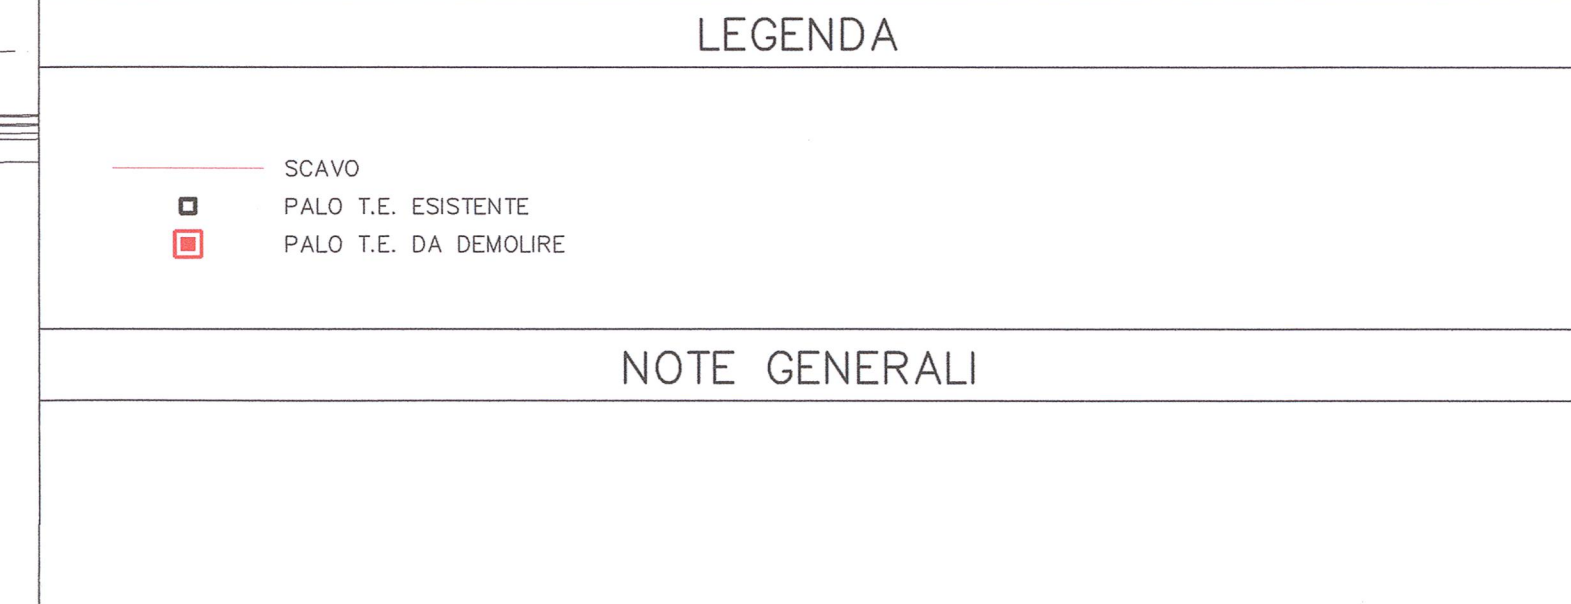 LEGENDA
SCAVO
PALO T.E. ESISTENTE
PALO T.E. DA DEMOLIRE
NOTE GENERALI